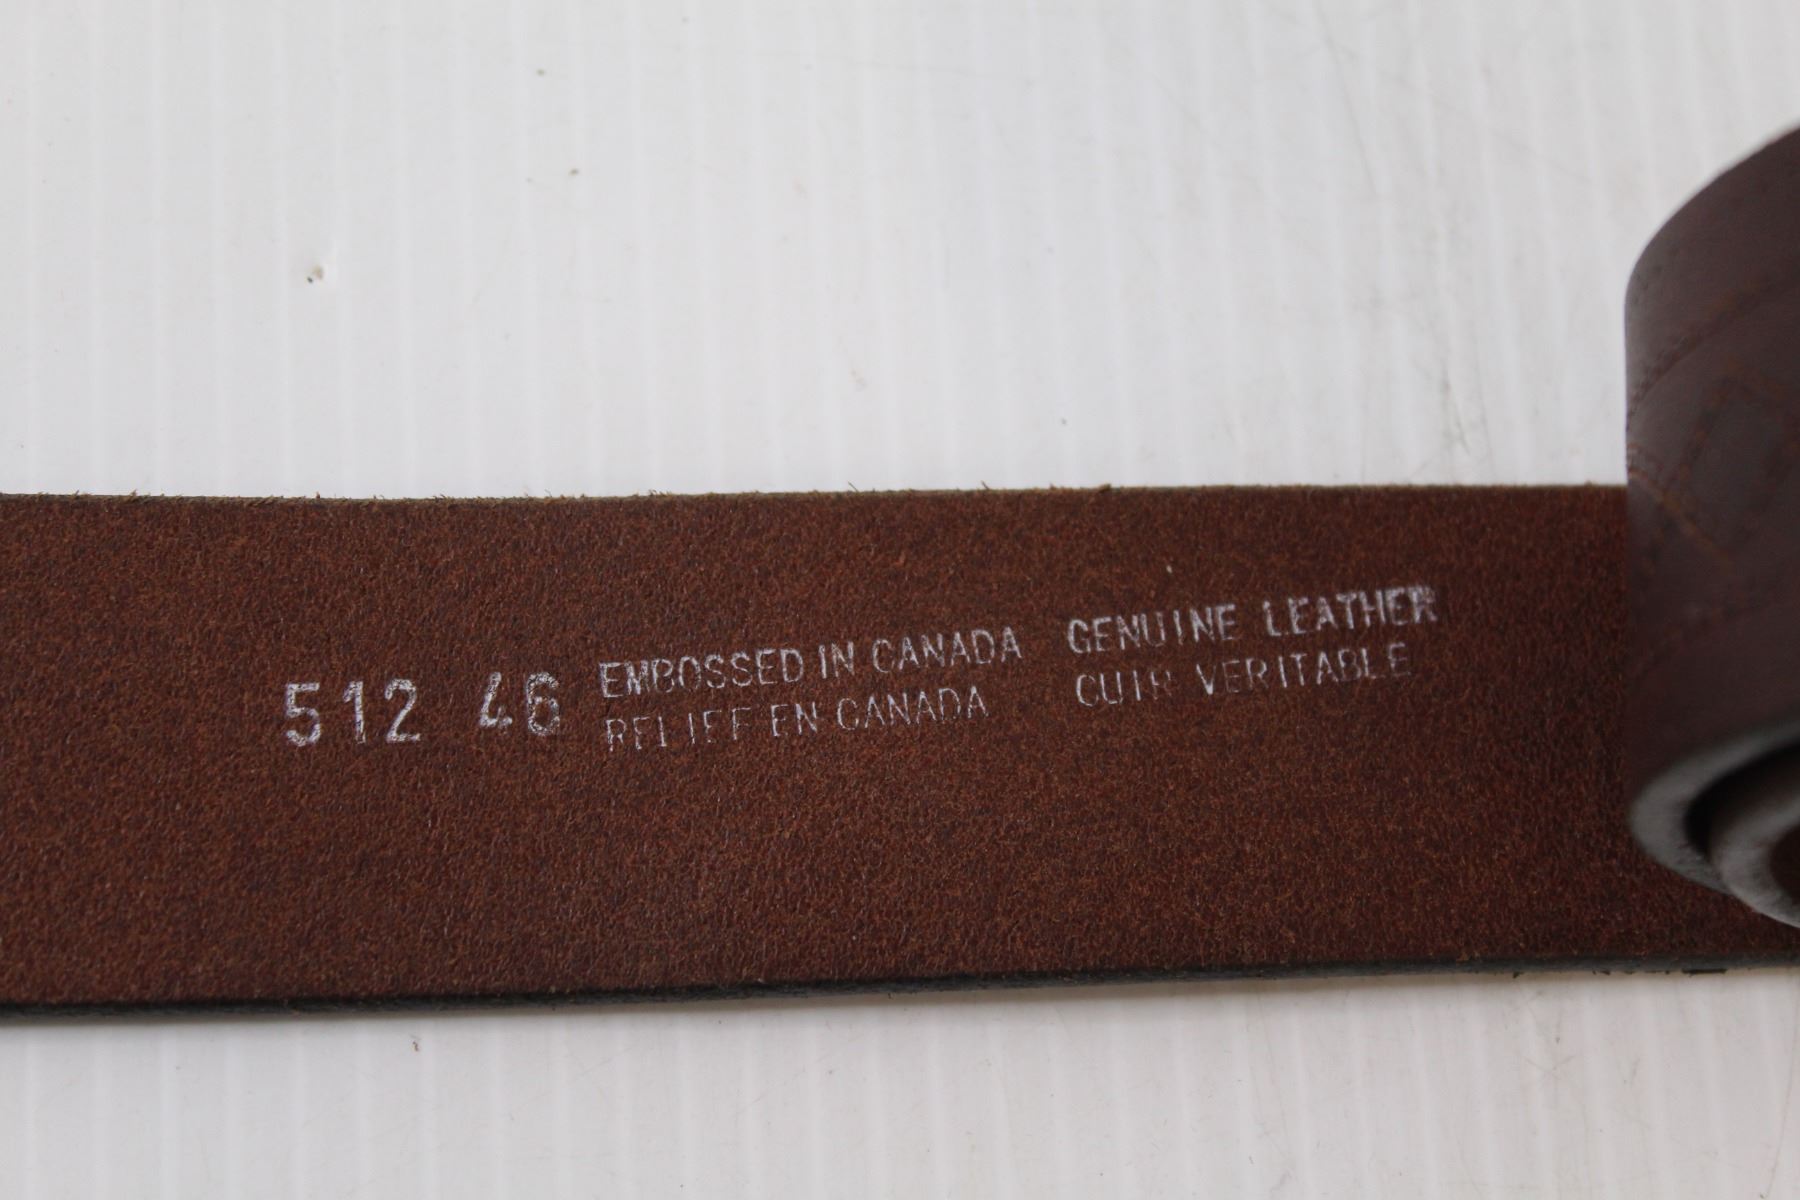 512 46 EMBOSSED IN CANADA GENUINE LEATHER
RELIEF EN CANADA CUIR VERITABLE